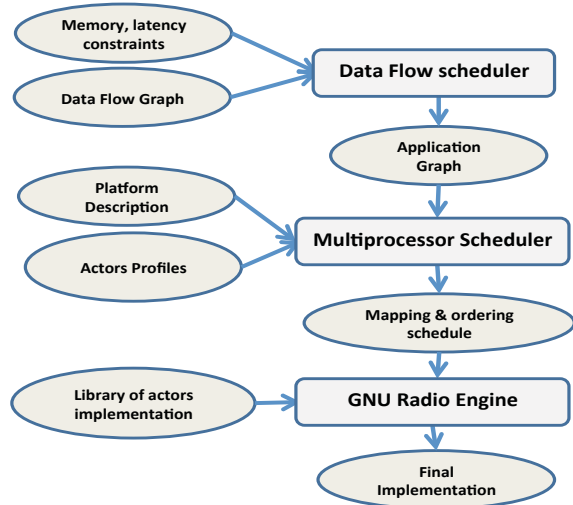 Memory, latency
constraints
Data Flow scheduler
Data Flow Graph
Application
Graph
Platform
Description
Multiprocessor Scheduler
Actors Profiles
Mapping & ordering
schedule
Library of actors
implementation
GNU Radio Engine
Final
Implementation